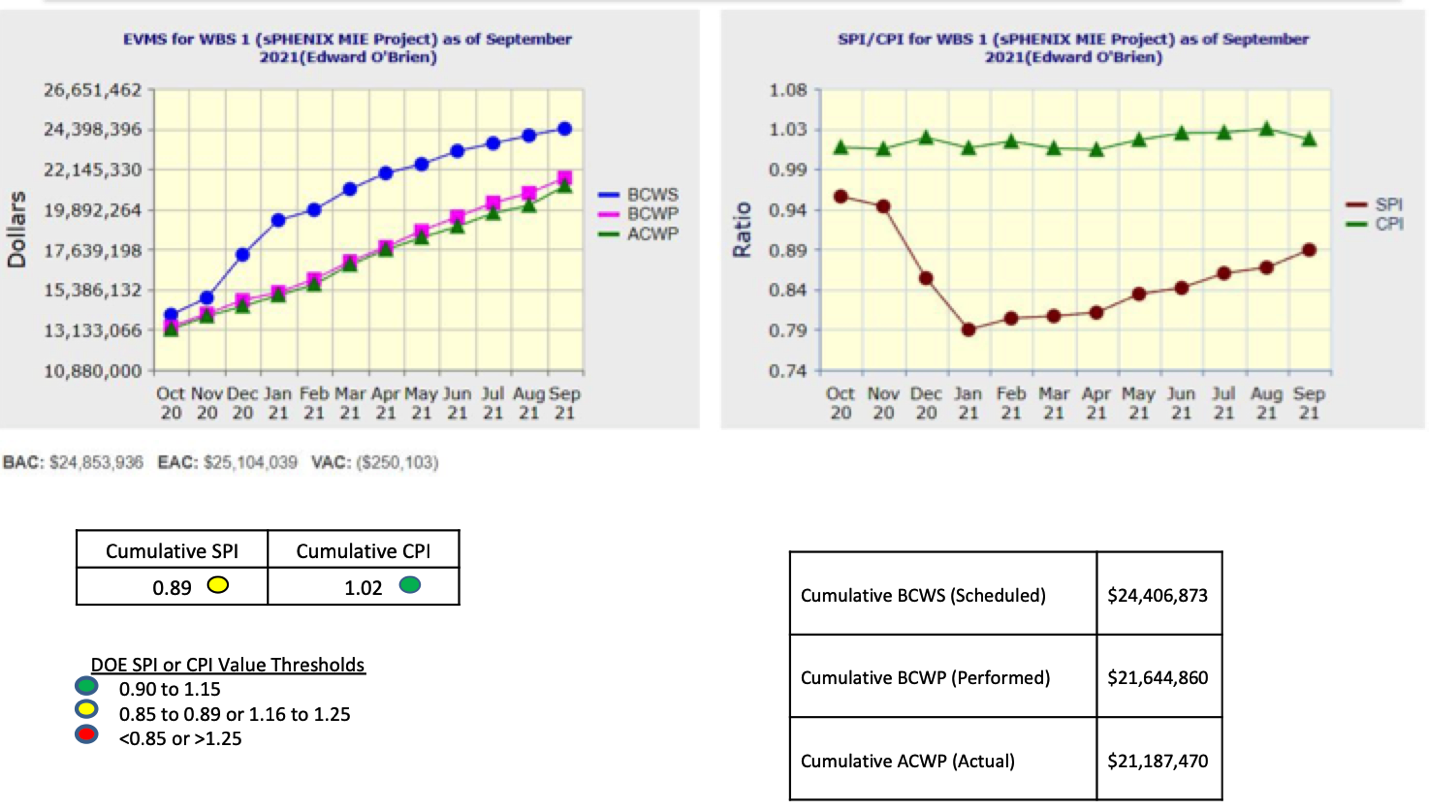 EVMS for WBS 1 (sPHENIX MIE Project) as of September
2021(Edward O'Brien)
26,651,462
24,398,396
22,145,330
19,892,264
17,639,198
15,386,132
13,133,066
10,880,000
Dollars
Oct Nov Dec Jan Feb Mar Apr May Jun Jul Aug Sep
20 20 20 21 21 21 21 21 21 21 21 21
BCWS
BCWP
ACWP
SPI/CPI for WBS 1 (sPHENIX MIE Project) as of September
2021(Edward O'Brien)
1.08
1.03
0.99
0.94
0.89
0.84
0.79
0.74
Ratio
Oct Nov Dec Jan Feb Mar Apr May Jun Jul Aug Sep
20 20 20 21 21 21 21 21 21 21 21 21
SPI
CPI
BAC: $24,853,936 EAC: $25,104,039 VAC: ($250,103)
Cumulative SPI Cumulative CPI
0.89 1.02
DOE SPI or CPI Value Thresholds
0.90 to 1.15
0.85 to 0.89 or 1.16 to 1.25
<0.85 or >1.25
Cumulative BCWS (Scheduled) $24,406,873
Cumulative BCWP (Performed) $21,644,860
Cumulative ACWP (Actual) $21,187,470